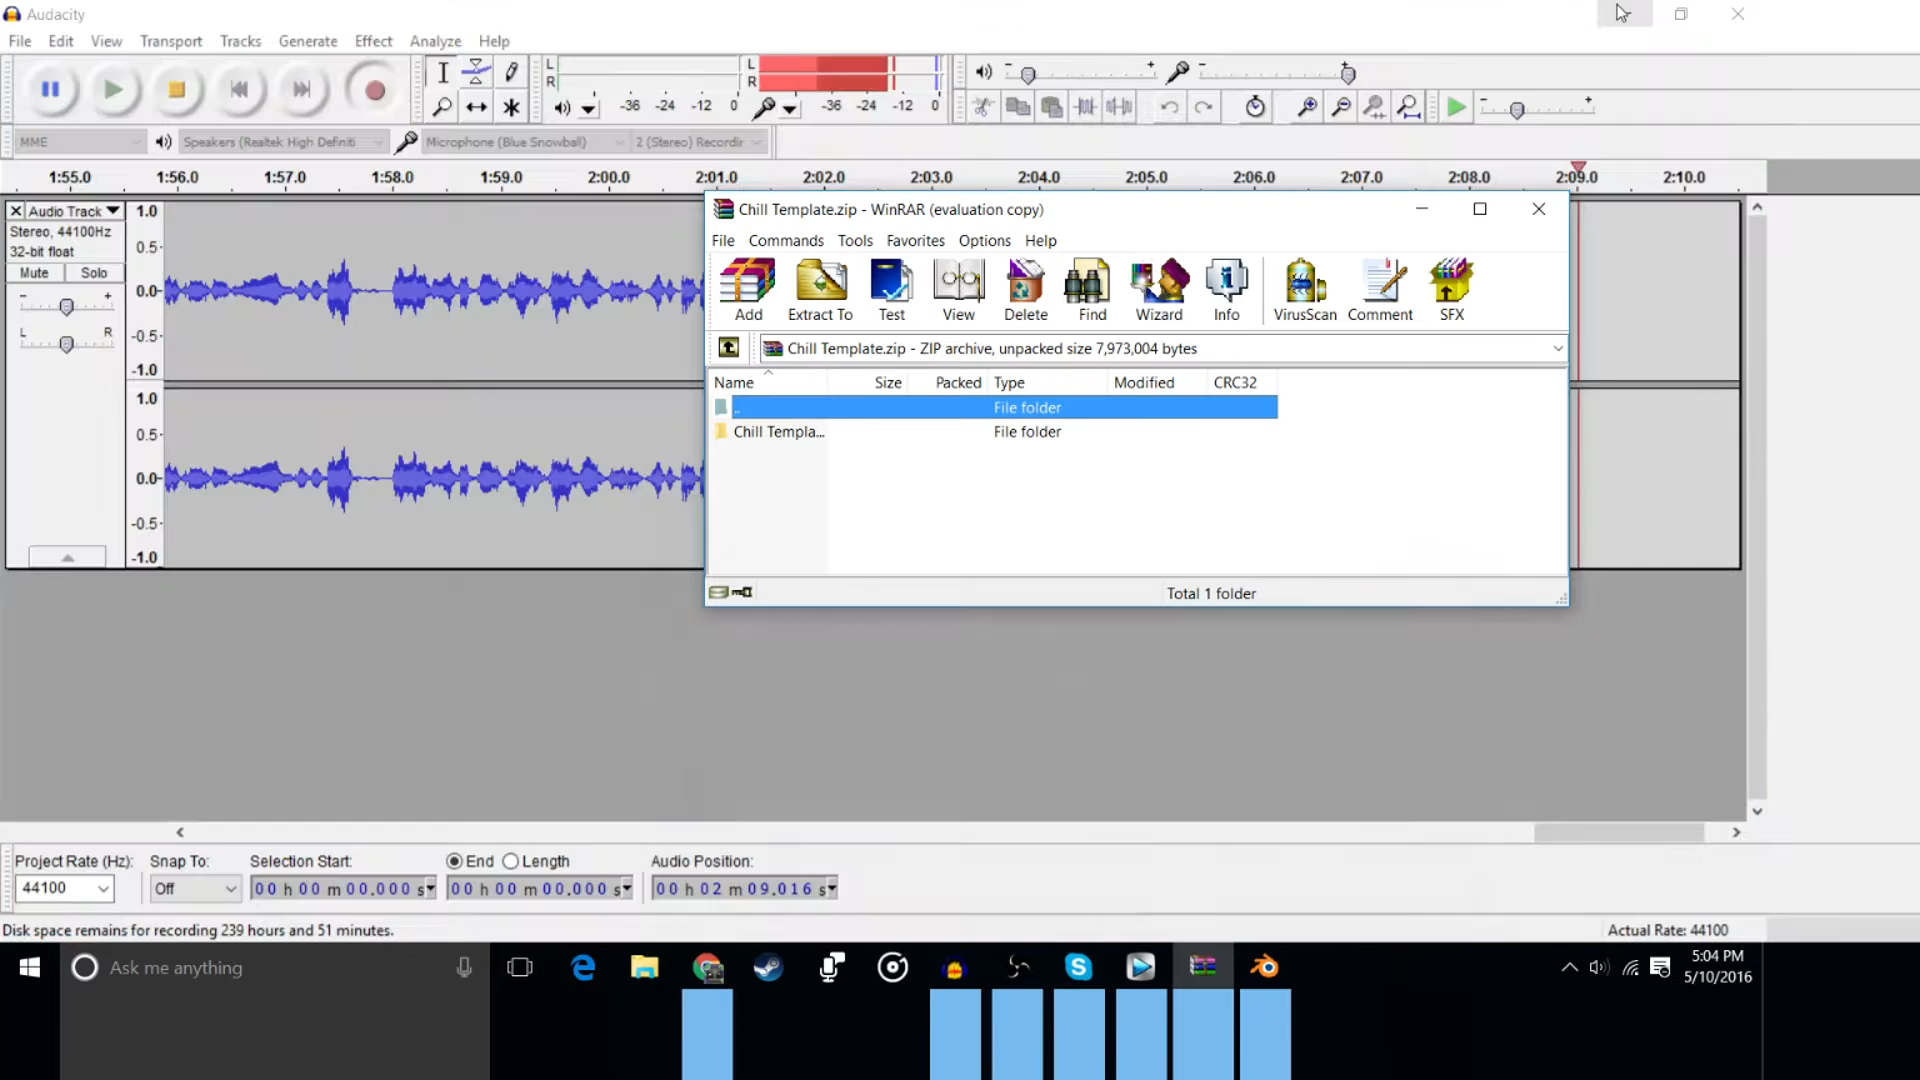 Audacity
File Edit View Transport Tracks Generate Effect Analyze Help
L L
R R
-36 -24 -12 0 -36 -24 -12 0
MME Speakers (Realtek High Definiti Microphone (Blue Snowball) 2 (Stereo) Recordir
1:55.0 1:56.0 1:57.0 1:58.0 1:59.0 2:00.0 2:01.0 2:02.0 2:03.0 2:04.0 2:05.0 2:06.0 2:07.0 2:08.0 2:09.0 2:10.0
Audio Track
Stereo, 44100Hz
32-bit float
Mute Solo
- +
L R
1.0
0.5
0.0
-0.5
-1.0
1.0
0.5
0.0
-0.5
-1.0
Chill Template.zip - WinRAR (evaluation copy)
File Commands Tools Favorites Options Help
Add Extract To Test View Delete Find Wizard Info VirusScan Comment SFX
Chill Template.zip - ZIP archive, unpacked size 7,973,004 bytes
Name Size Packed Type Modified CRC32
.. File folder
Chill Templa... File folder
Total 1 folder
Project Rate (Hz): Snap To: Selection Start: End Length Audio Position:
44100 Off 00 h 00 m 00.000 s 00 h 00 m 00.000 s 00 h 02 m 09.016 s
Disk space remains for recording 239 hours and 51 minutes. Actual Rate: 44100
Ask me anything
5:04 PM
5/10/2016